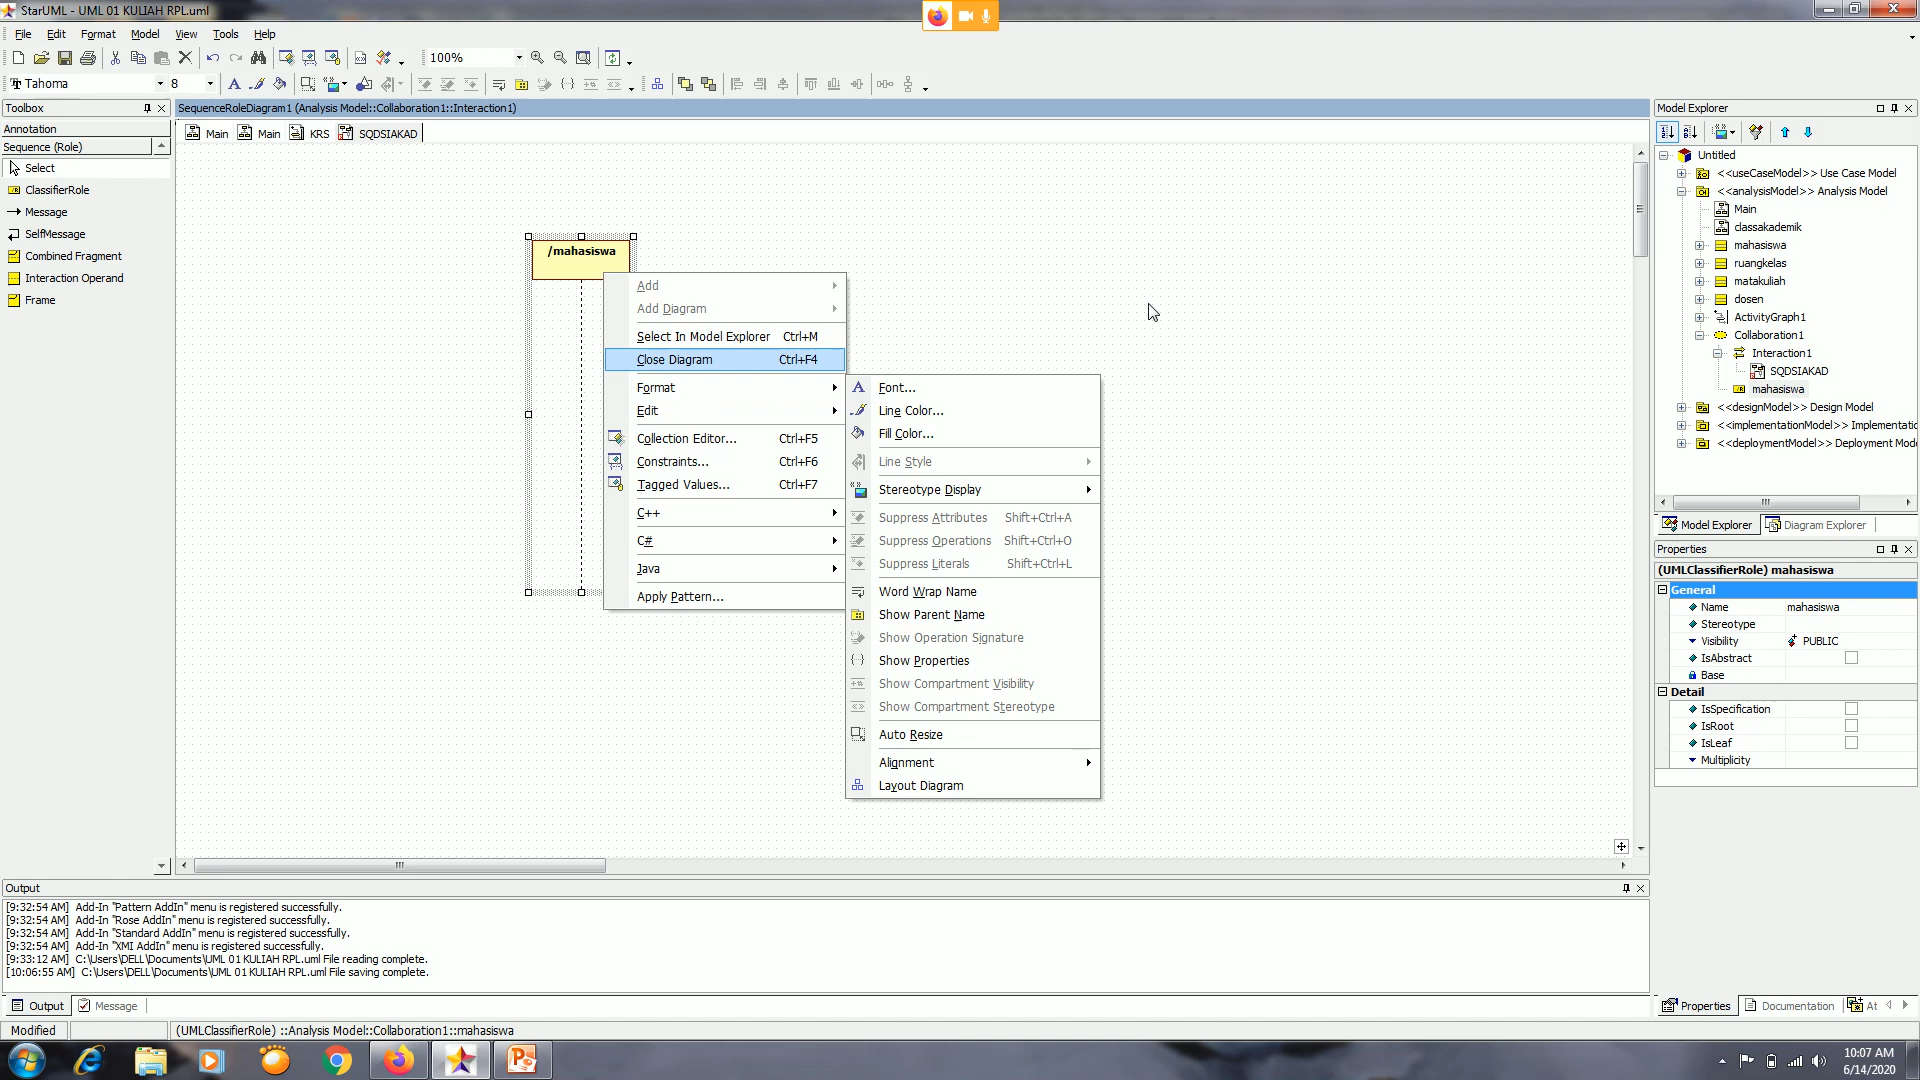 StarUML - UML 01 KULIAH RPL.uml
File Edit Format Model View Tools Help
100%
Tahoma 8
Toolbox
SequenceRoleDiagram1 (Analysis Model::Collaboration1::Interaction1)
Model Explorer
Annotation
Sequence (Role)
Main Main KRS SQDSIAKAD
Select
ClassifierRole
Message
SelfMessage
Combined Fragment
Interaction Operand
Frame
/mahasiswa
Add
Add Diagram
Select In Model Explorer Ctrl+M
Close Diagram Ctrl+F4
Format
Edit
Collection Editor... Ctrl+F5
Constraints... Ctrl+F6
Tagged Values... Ctrl+F7
C++
C#
Java
Apply Pattern...
Font...
Line Color...
Fill Color...
Line Style
Stereotype Display
Suppress Attributes Shift+Ctrl+A
Suppress Operations Shift+Ctrl+O
Suppress Literals Shift+Ctrl+L
Word Wrap Name
Show Parent Name
Show Operation Signature
Show Properties
Show Compartment Visibility
Show Compartment Stereotype
Auto Resize
Alignment
Layout Diagram
Untitled
<<useCaseModel>> Use Case Model
<<analysisModel>> Analysis Model
Main
classakademik
mahasiswa
ruangkelas
matakuliah
dosen
ActivityGraph1
Collaboration1
Interaction1
SQDSIAKAD
mahasiswa
<<designModel>> Design Model
<<implementationModel>> Implementatio
<<deploymentModel>> Deployment Mode
Model Explorer Diagram Explorer
Properties
(UMLClassifierRole) mahasiswa
General
Name mahasiswa
Stereotype
Visibility PUBLIC
IsAbstract
Base
Detail
IsSpecification
IsRoot
IsLeaf
Multiplicity
Output
[9:32:54 AM] Add-In "Pattern AddIn" menu is registered successfully.
[9:32:54 AM] Add-In "Rose AddIn" menu is registered successfully.
[9:32:54 AM] Add-In "Standard AddIn" menu is registered successfully.
[9:32:54 AM] Add-In "XMI AddIn" menu is registered successfully.
[9:33:12 AM] C:\Users\DELL\Documents\UML 01 KULIAH RPL.uml File reading complete.
[10:06:55 AM] C:\Users\DELL\Documents\UML 01 KULIAH RPL.uml File saving complete.
Output Message
Properties Documentation At
Modified (UMLClassifierRole) ::Analysis Model::Collaboration1::mahasiswa
10:07 AM
6/14/2020